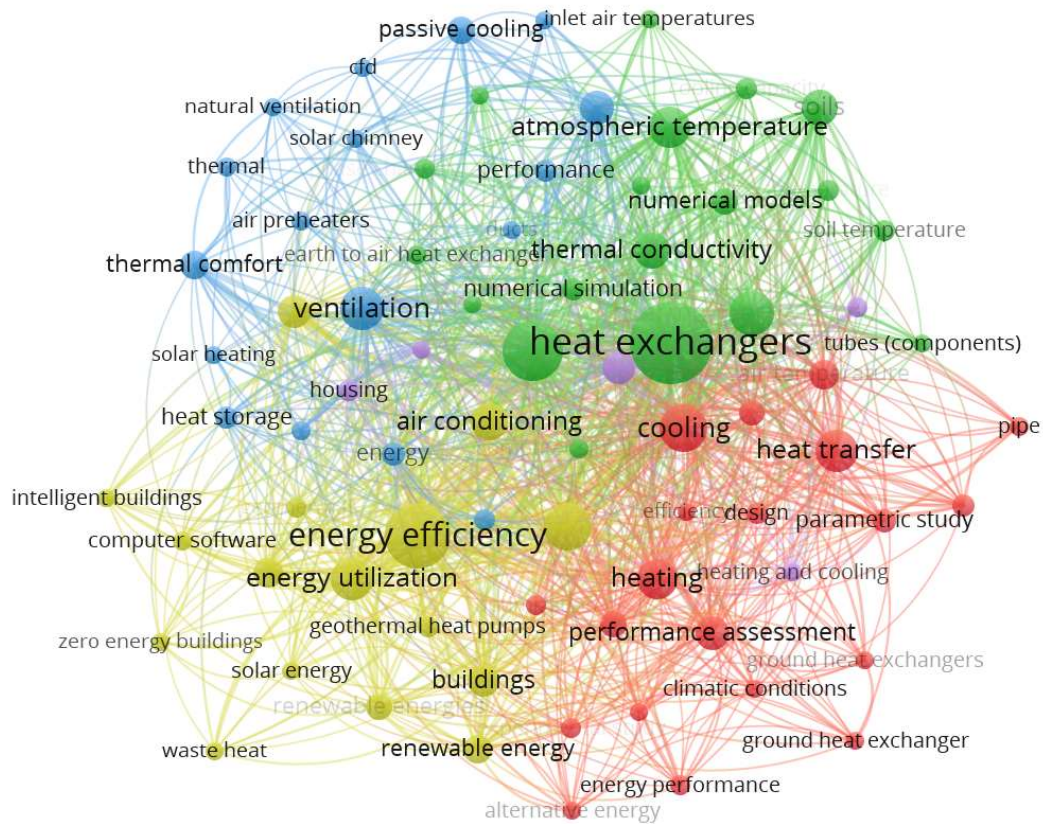 inlet air temperatures
passive cooling
cfd
natural ventilation
soils
solar chimney
atmospheric temperature
thermal
performance
numerical models
air preheaters
ducts
soil temperature
earth to air heat exchanger
thermal conductivity
thermal comfort
numerical simulation
ventilation
heat exchangers
tubes (components)
solar heating
air temperature
housing
heat storage
air conditioning
cooling
pipe
energy
heat transfer
intelligent buildings
efficiency
design
parametric study
computer software
energy efficiency
energy utilization
heating
heating and cooling
zero energy buildings
geothermal heat pumps
performance assessment
solar energy
buildings
ground heat exchangers
climatic conditions
renewable energies
waste heat
renewable energy
ground heat exchanger
energy performance
alternative energy